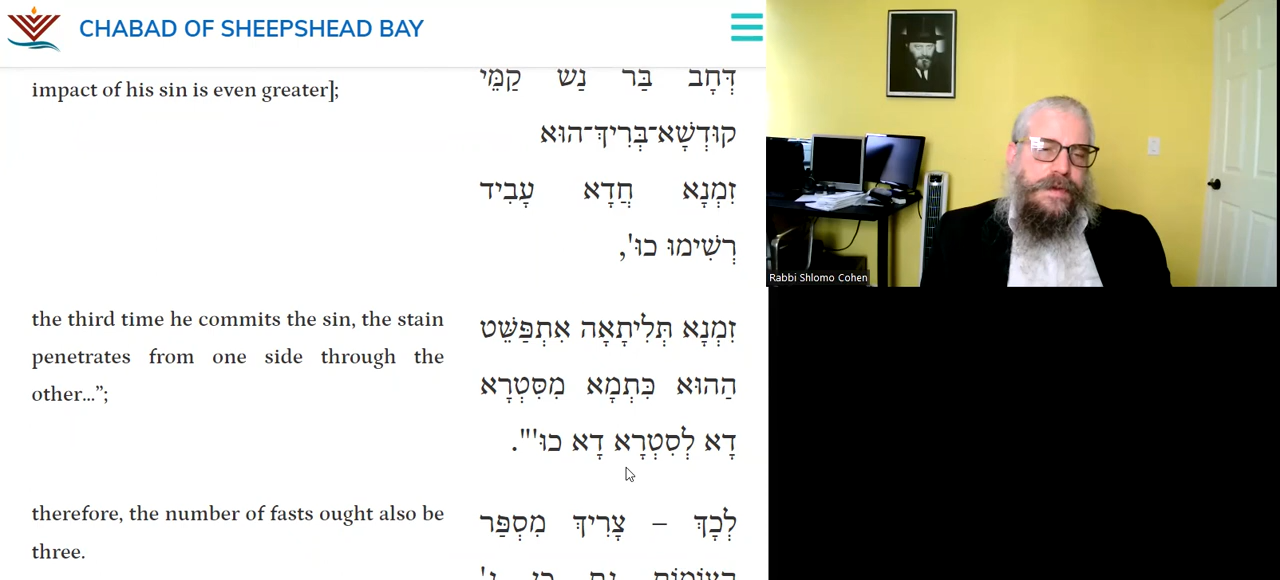 CHABAD OF SHEEPSHEAD BAY
impact of his sin is even greater];
דְּחָב בַּר נַשׁ קַמֵּי
קוּדְשָׁא־בְּרִיךְ־הוּא
זִמְנָא חֲדָא עָבִיד
רְשִׁימוּ כוּ',
the third time he commits the sin, the stain
penetrates from one side through the
other...”;
זִמְנָא תְּלִיתָאָה אִתְפַּשֵּׁט
הַהוּא כִּתְמָא מִסִּטְרָא
דָא לְסִטְרָא דָא כוּ'".
therefore, the number of fasts ought also be
three.
לְכָךְ – צָרִיךְ מִסְפַּר
הַצּוֹמוֹת גַּם כֵּן ג'
Rabbi Shlomo Cohen